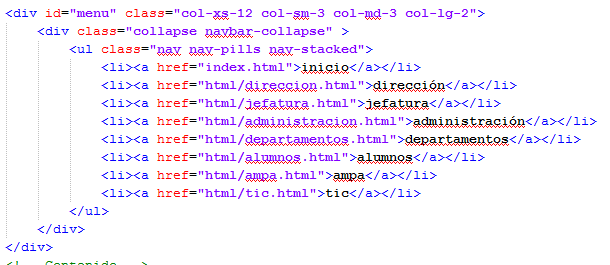 <div id="menu" class="col-xs-12 col-sm-3 col-md-3 col-lg-2">
<div class="collapse navbar-collapse" >
<ul class="nav nav-pills nav-stacked">
<li><a href="index.html">inicio</a></li>
<li><a href="html/direccion.html">dirección</a></li>
<li><a href="html/jefatura.html">jefatura</a></li>
<li><a href="html/administracion.html">administración</a></li>
<li><a href="html/departamentos.html">departamentos</a></li>
<li><a href="html/alumnos.html">alumnos</a></li>
<li><a href="html/ampa.html">ampa</a></li>
<li><a href="html/tic.html">tic</a></li>
</ul>
</div>
</div>
<!-- Contenido -->